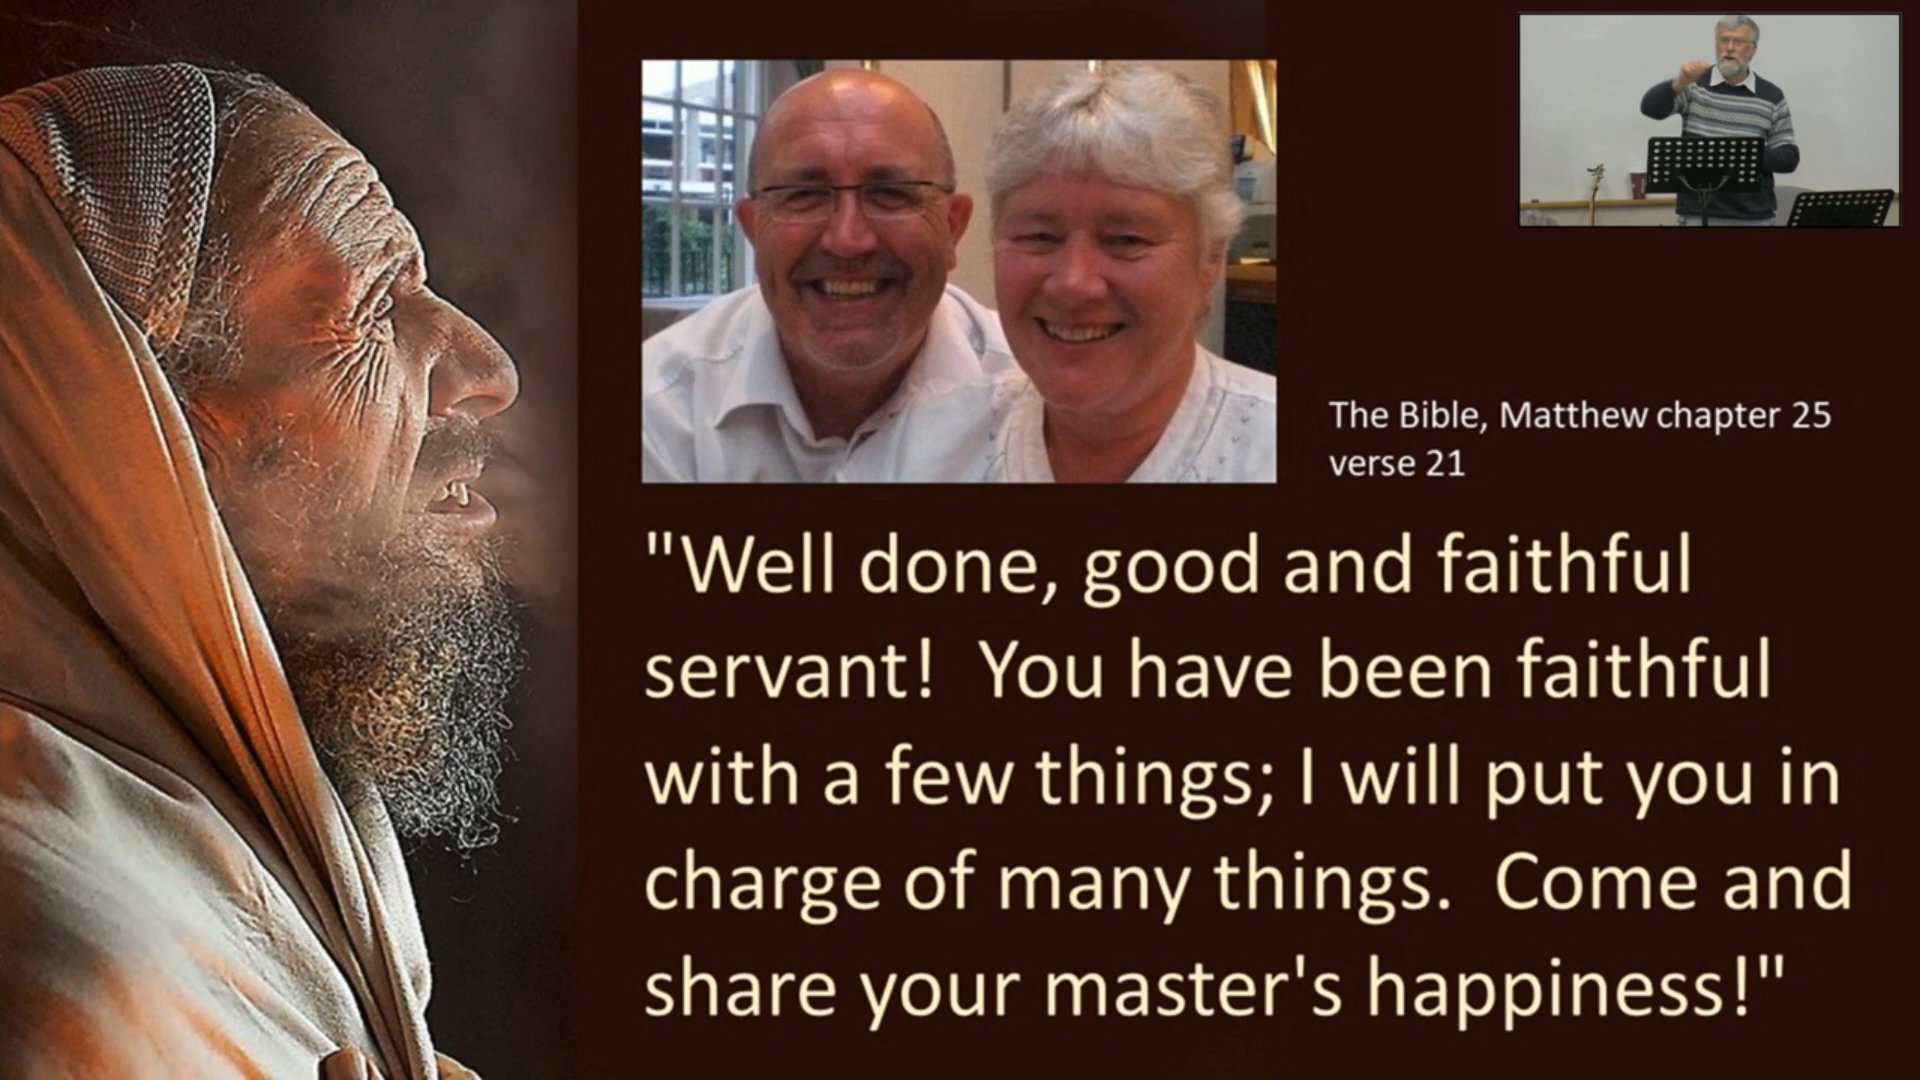 The Bible, Matthew chapter 25
verse 21
"Well done, good and faithful
servant!  You have been faithful
with a few things; I will put you in
charge of many things.  Come and
share your master's happiness!"